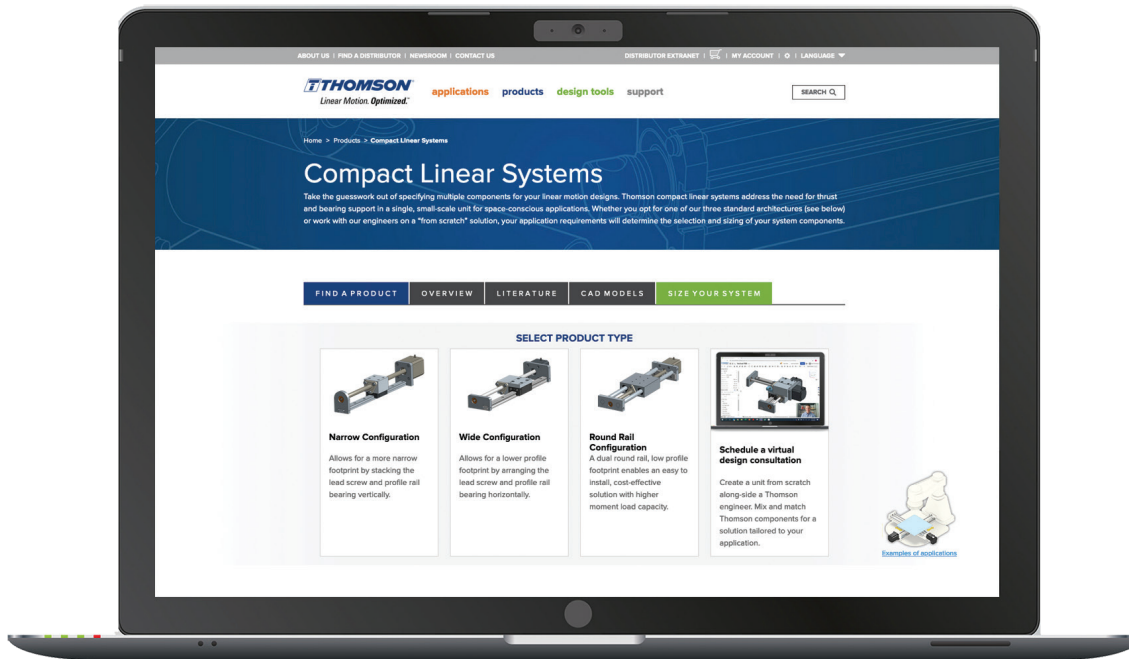 ABOUT US | FIND A DISTRIBUTOR | NEWSROOM | CONTACT US
DISTRIBUTOR EXTRANET | | MY ACCOUNT | | LANGUAGE
THOMSON
Linear Motion. Optimized.™
applications products design tools support
SEARCH
Home > Products > Compact Linear Systems
Compact Linear Systems
Take the guesswork out of specifying multiple components for your linear motion designs. Thomson compact linear systems address the need for thrust
and bearing support in a single, small-scale unit for space-conscious applications. Whether you opt for one of our three standard architectures (see below)
or work with our engineers on a "from scratch" solution, your application requirements will determine the selection and sizing of your system components.
FIND A PRODUCT OVERVIEW LITERATURE CAD MODELS SIZE YOUR SYSTEM
SELECT PRODUCT TYPE
Narrow Configuration
Allows for a more narrow
footprint by stacking the
lead screw and profile rail
bearing vertically.
Wide Configuration
Allows for a lower profile
footprint by arranging the
lead screw and profile rail
bearing horizontally.
Round Rail
Configuration
A dual round rail, low profile
footprint enables an easy to
install, cost-effective
solution with higher
moment load capacity.
Schedule a virtual
design consultation
Create a unit from scratch
along-side a Thomson
engineer. Mix and match
Thomson components for a
solution tailored to your
application.
Examples of applications